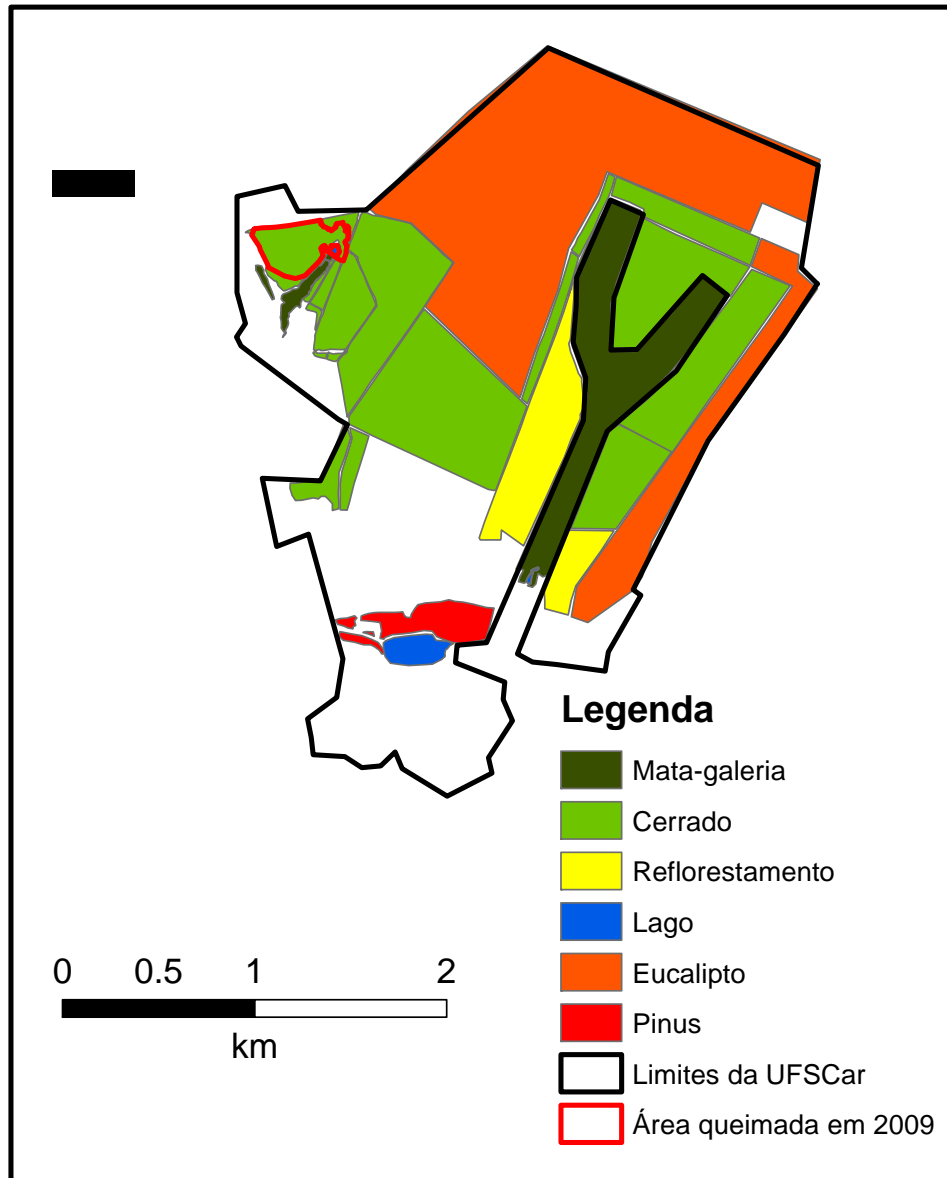 Legenda
Mata-galeria
Cerrado
Reflorestamento
Lago
Eucalipto
Pinus
Limites da UFSCar
Área queimada em 2009
0 0.5 1 2
km